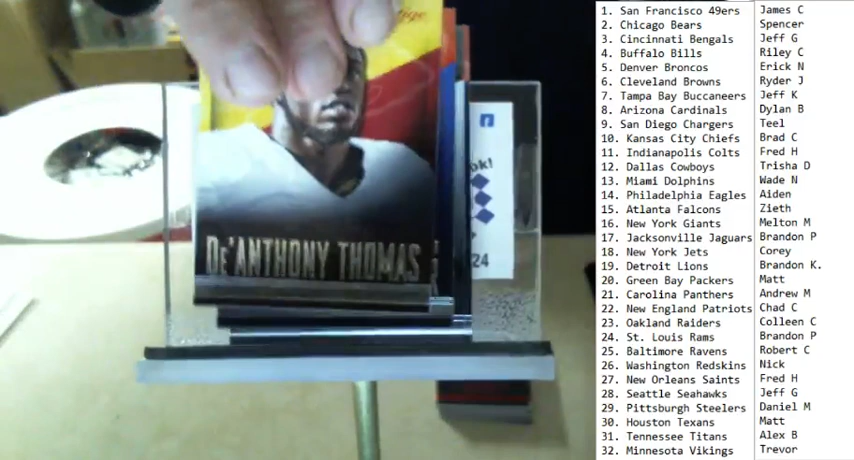 DE'ANTHONY THOMAS
ok!
24
1. San Francisco 49ers James C
2. Chicago Bears Spencer
3. Cincinnati Bengals Jeff G
4. Buffalo Bills Riley C
5. Denver Broncos Erick N
6. Cleveland Browns Ryder J
7. Tampa Bay Buccaneers Jeff K
8. Arizona Cardinals Dylan B
9. San Diego Chargers Teel
10. Kansas City Chiefs Brad C
11. Indianapolis Colts Fred H
12. Dallas Cowboys Trisha D
13. Miami Dolphins Wade N
14. Philadelphia Eagles Aiden
15. Atlanta Falcons Zieth
16. New York Giants Melton M
17. Jacksonville Jaguars Brandon P
18. New York Jets Corey
19. Detroit Lions Brandon K.
20. Green Bay Packers Matt
21. Carolina Panthers Andrew M
22. New England Patriots Chad C
23. Oakland Raiders Colleen C
24. St. Louis Rams Brandon P
25. Baltimore Ravens Robert C
26. Washington Redskins Nick
27. New Orleans Saints Fred H
28. Seattle Seahawks Jeff G
29. Pittsburgh Steelers Daniel M
30. Houston Texans Matt
31. Tennessee Titans Alex B
32. Minnesota Vikings Trevor